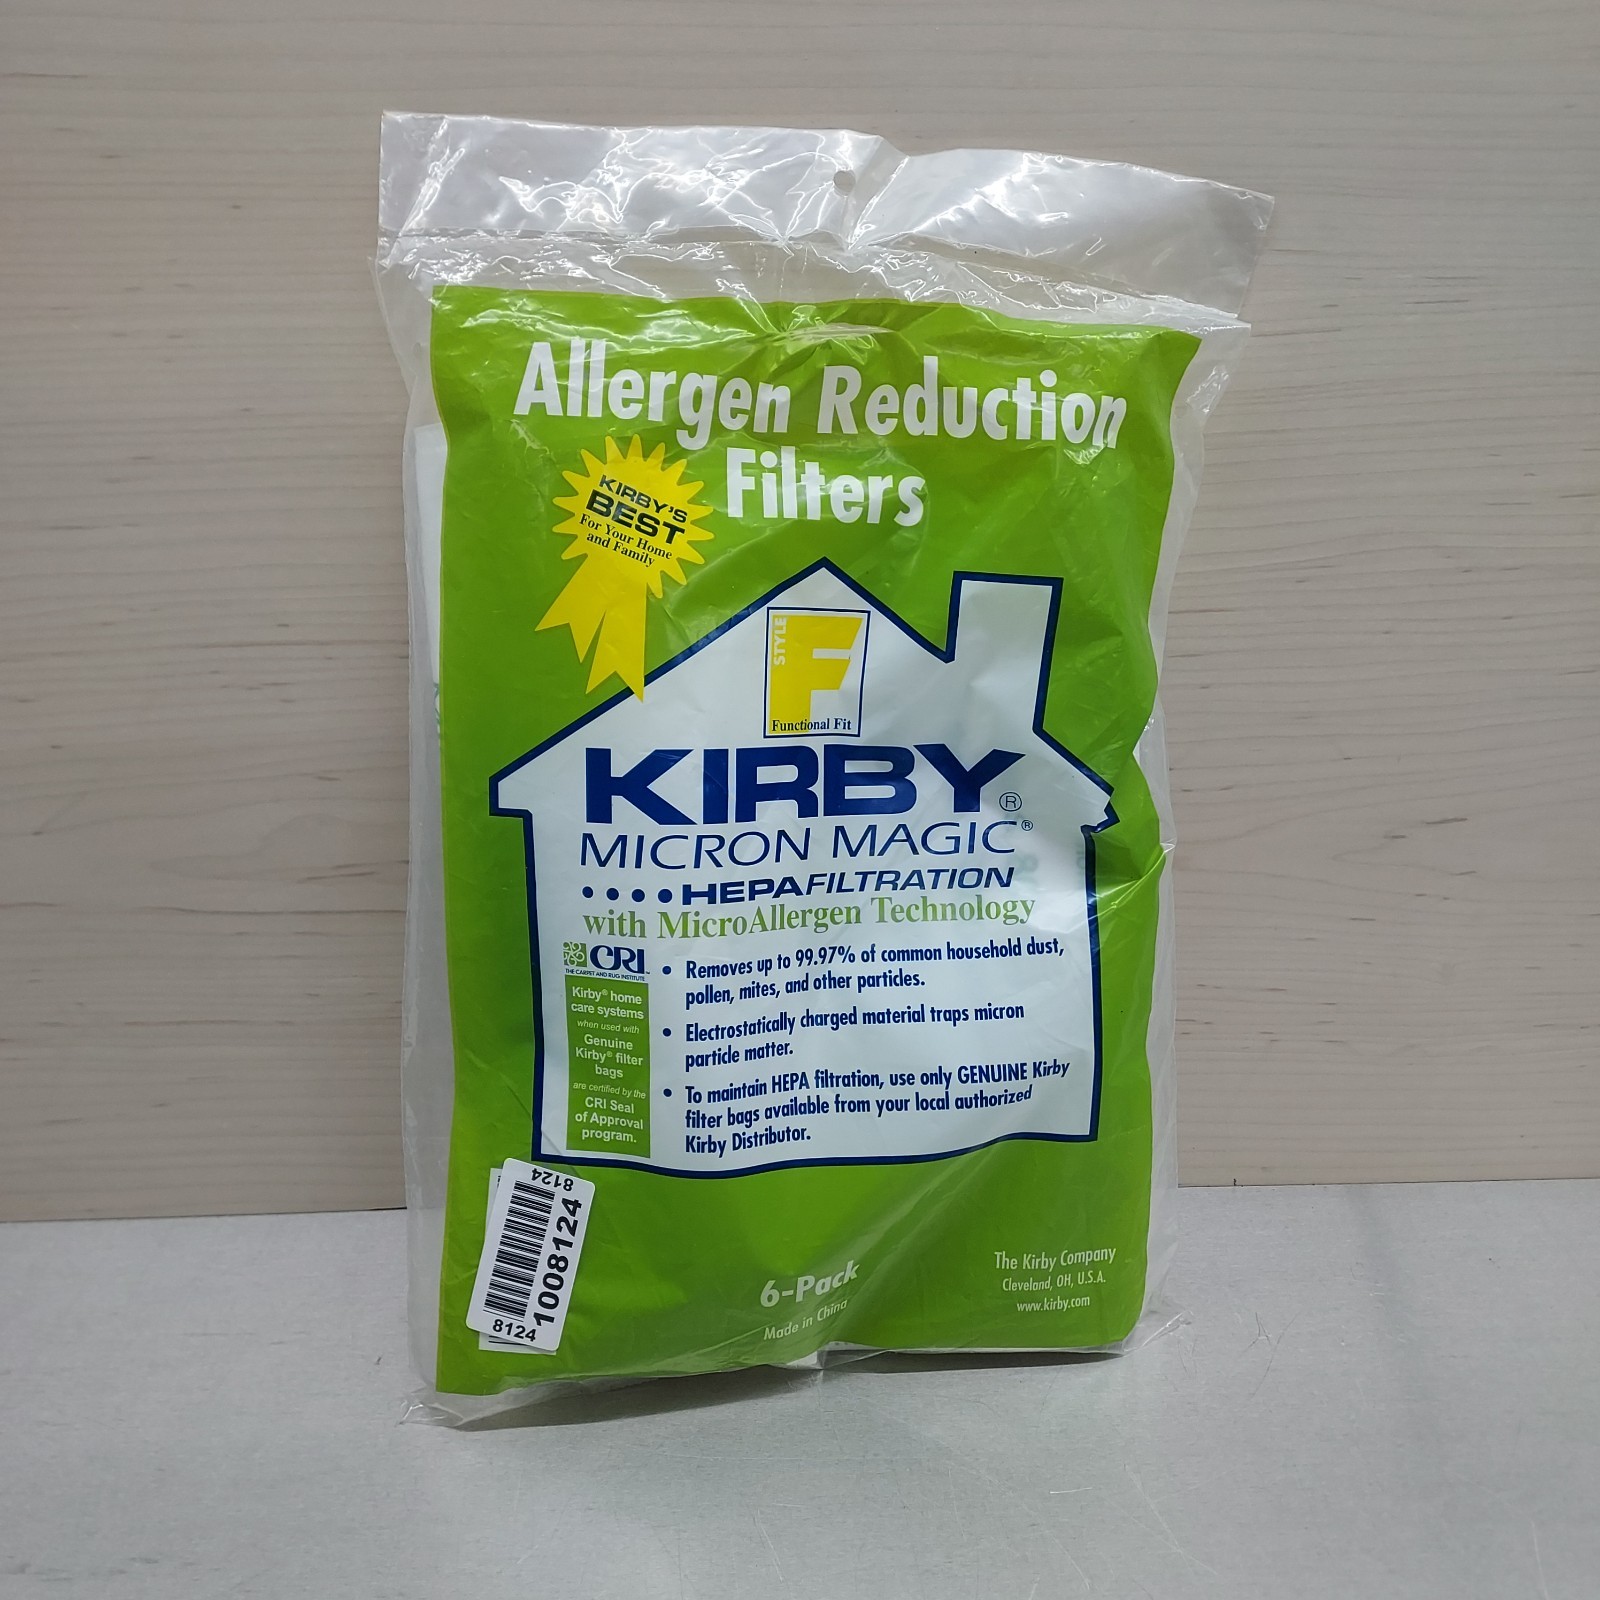 Allergen Reduction
Filters
KIRBY'S
BEST
For Your Home
and Family
STYLE
F
Functional Fit
KIRBY®
MICRON MAGIC®
••••HEPAFILTRATION
with MicroAllergen Technology
CRI™
THE CARPET AND RUG INSTITUTE
Kirby® home
care systems
when used with
Genuine
Kirby® filter
bags
are certified by the
CRI Seal
of Approval
program.
• Removes up to 99.97% of common household dust,
pollen, mites, and other particles.
• Electrostatically charged material traps micron
particle matter.
• To maintain HEPA filtration, use only GENUINE Kirby
filter bags available from your local authorized
Kirby Distributor.
8124
1008124
8124
6-Pack
Made in China
The Kirby Company
Cleveland, OH, U.S.A.
www.kirby.com